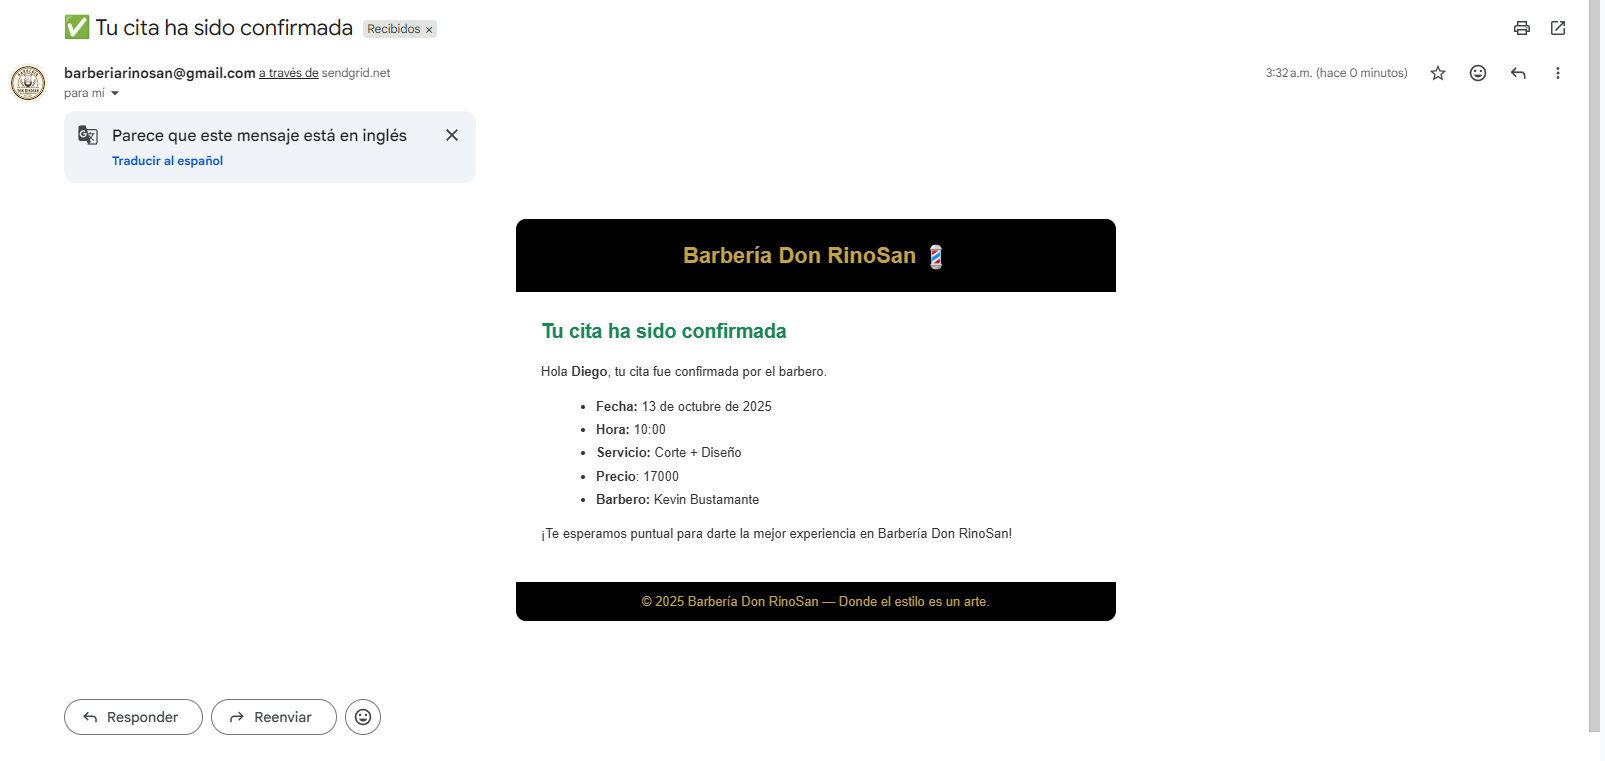 ✅ Tu cita ha sido confirmada Recibidos ×
barberiarinosan@gmail.com a través de sendgrid.net 3:32 a.m. (hace 0 minutos)
para mí
Parece que este mensaje está en inglés
Traducir al español
Barbería Don RinoSan 💈
Tu cita ha sido confirmada
Hola Diego, tu cita fue confirmada por el barbero.
• Fecha: 13 de octubre de 2025
• Hora: 10:00
• Servicio: Corte + Diseño
• Precio: 17000
• Barbero: Kevin Bustamante
¡Te esperamos puntual para darte la mejor experiencia en Barbería Don RinoSan!
© 2025 Barbería Don RinoSan — Donde el estilo es un arte.
Responder Reenviar